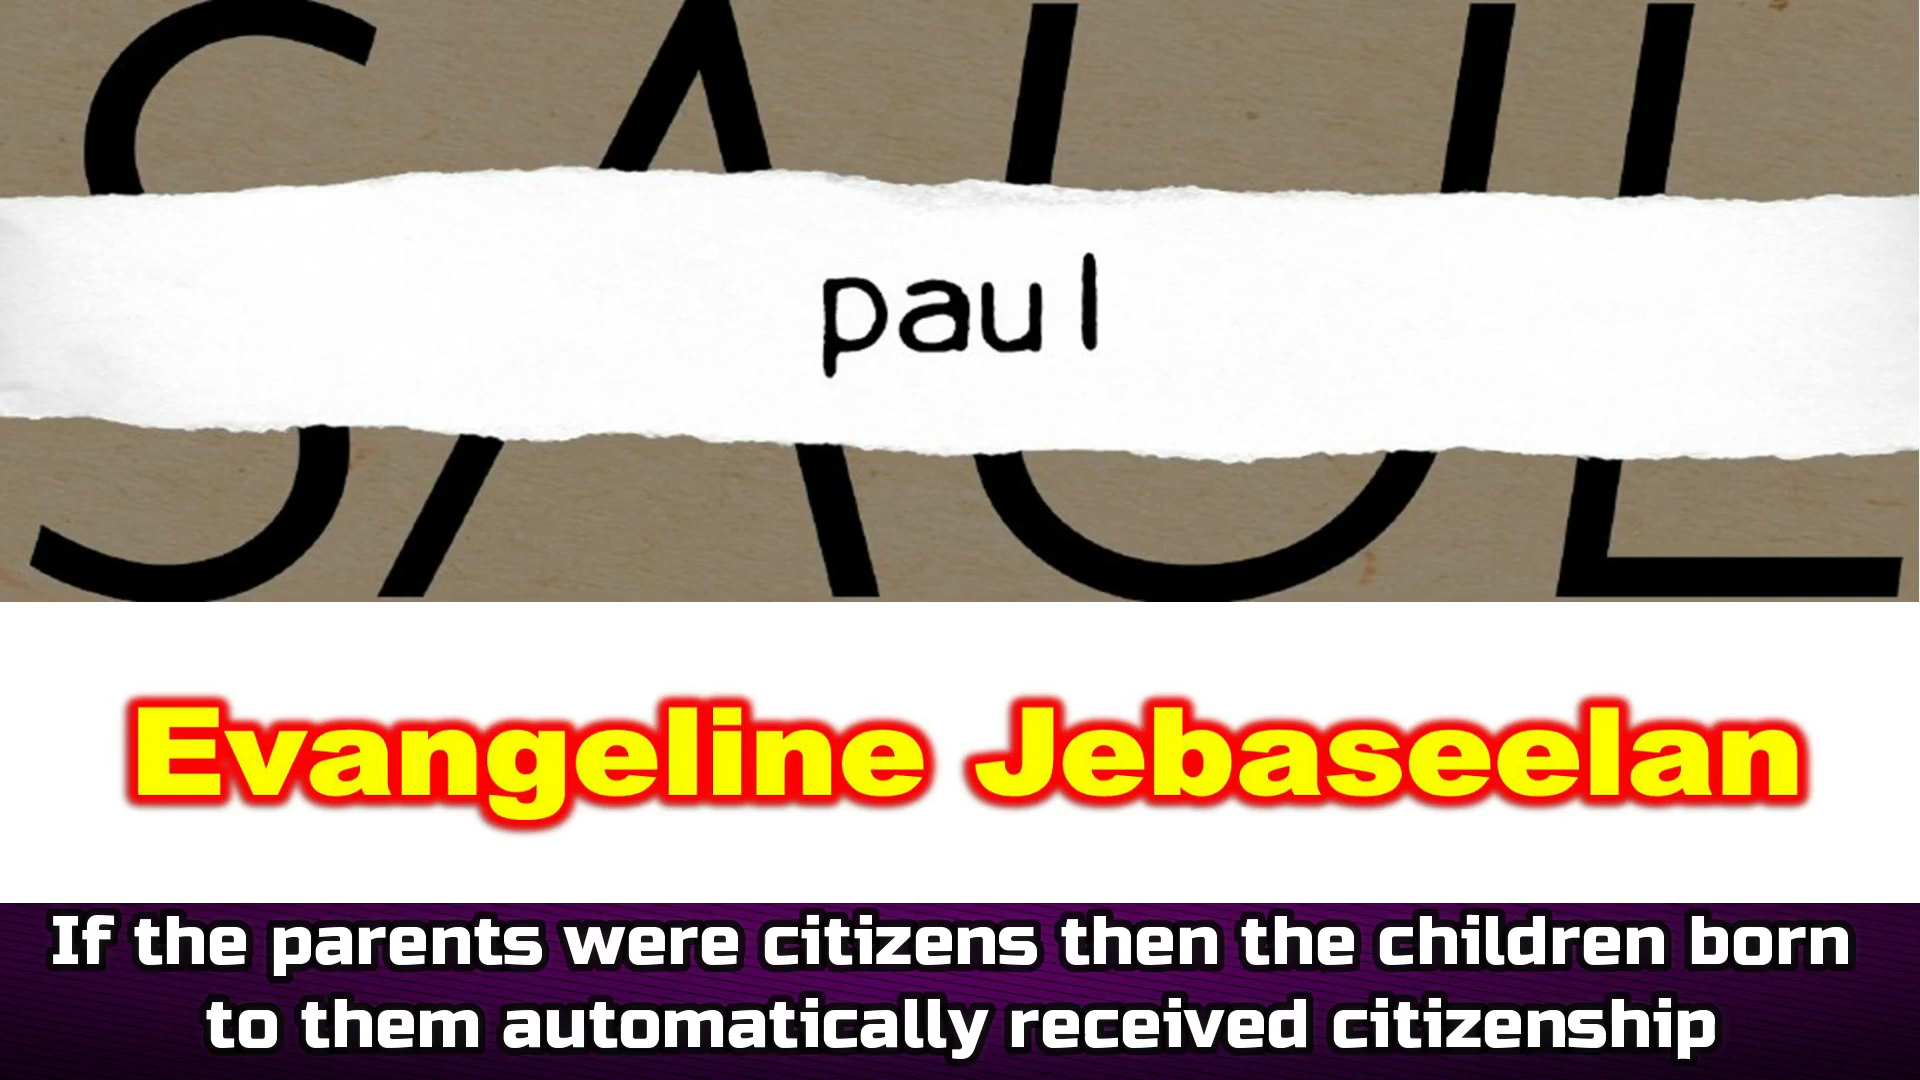 SAUL
paul
Evangeline Jebaseelan
If the parents were citizens then the children born
to them automatically received citizenship